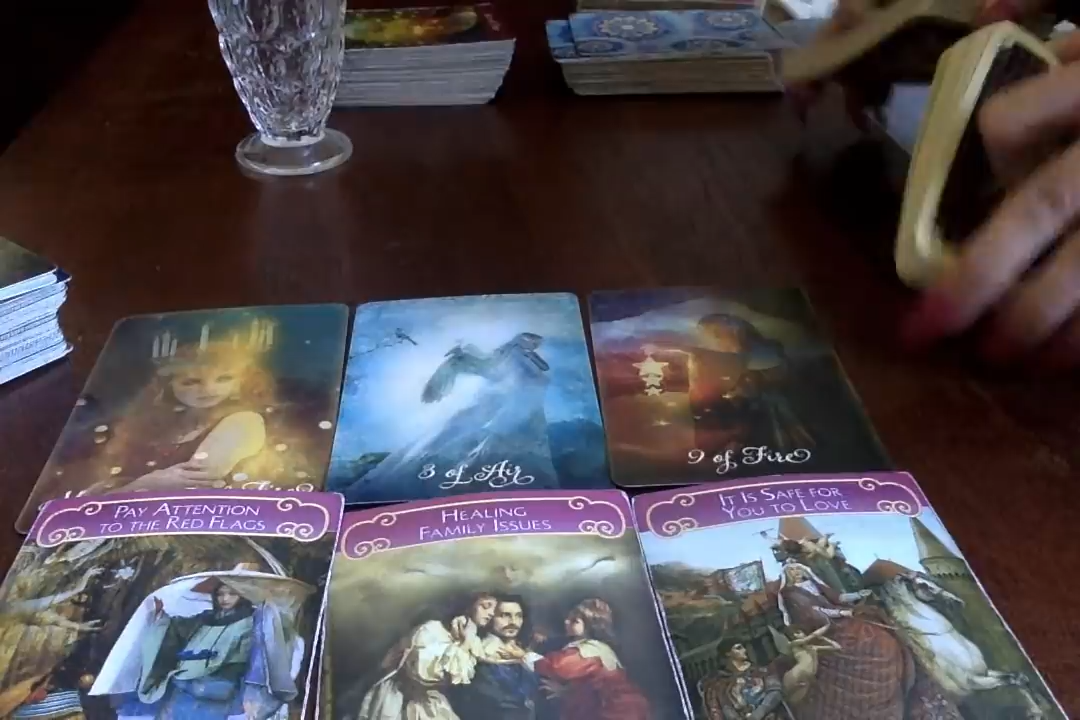 3 of Air
9 of Fire
Fire
PAY ATTENTION
TO THE RED FLAGS
HEALING
FAMILY ISSUES
IT IS SAFE FOR
YOU TO LOVE